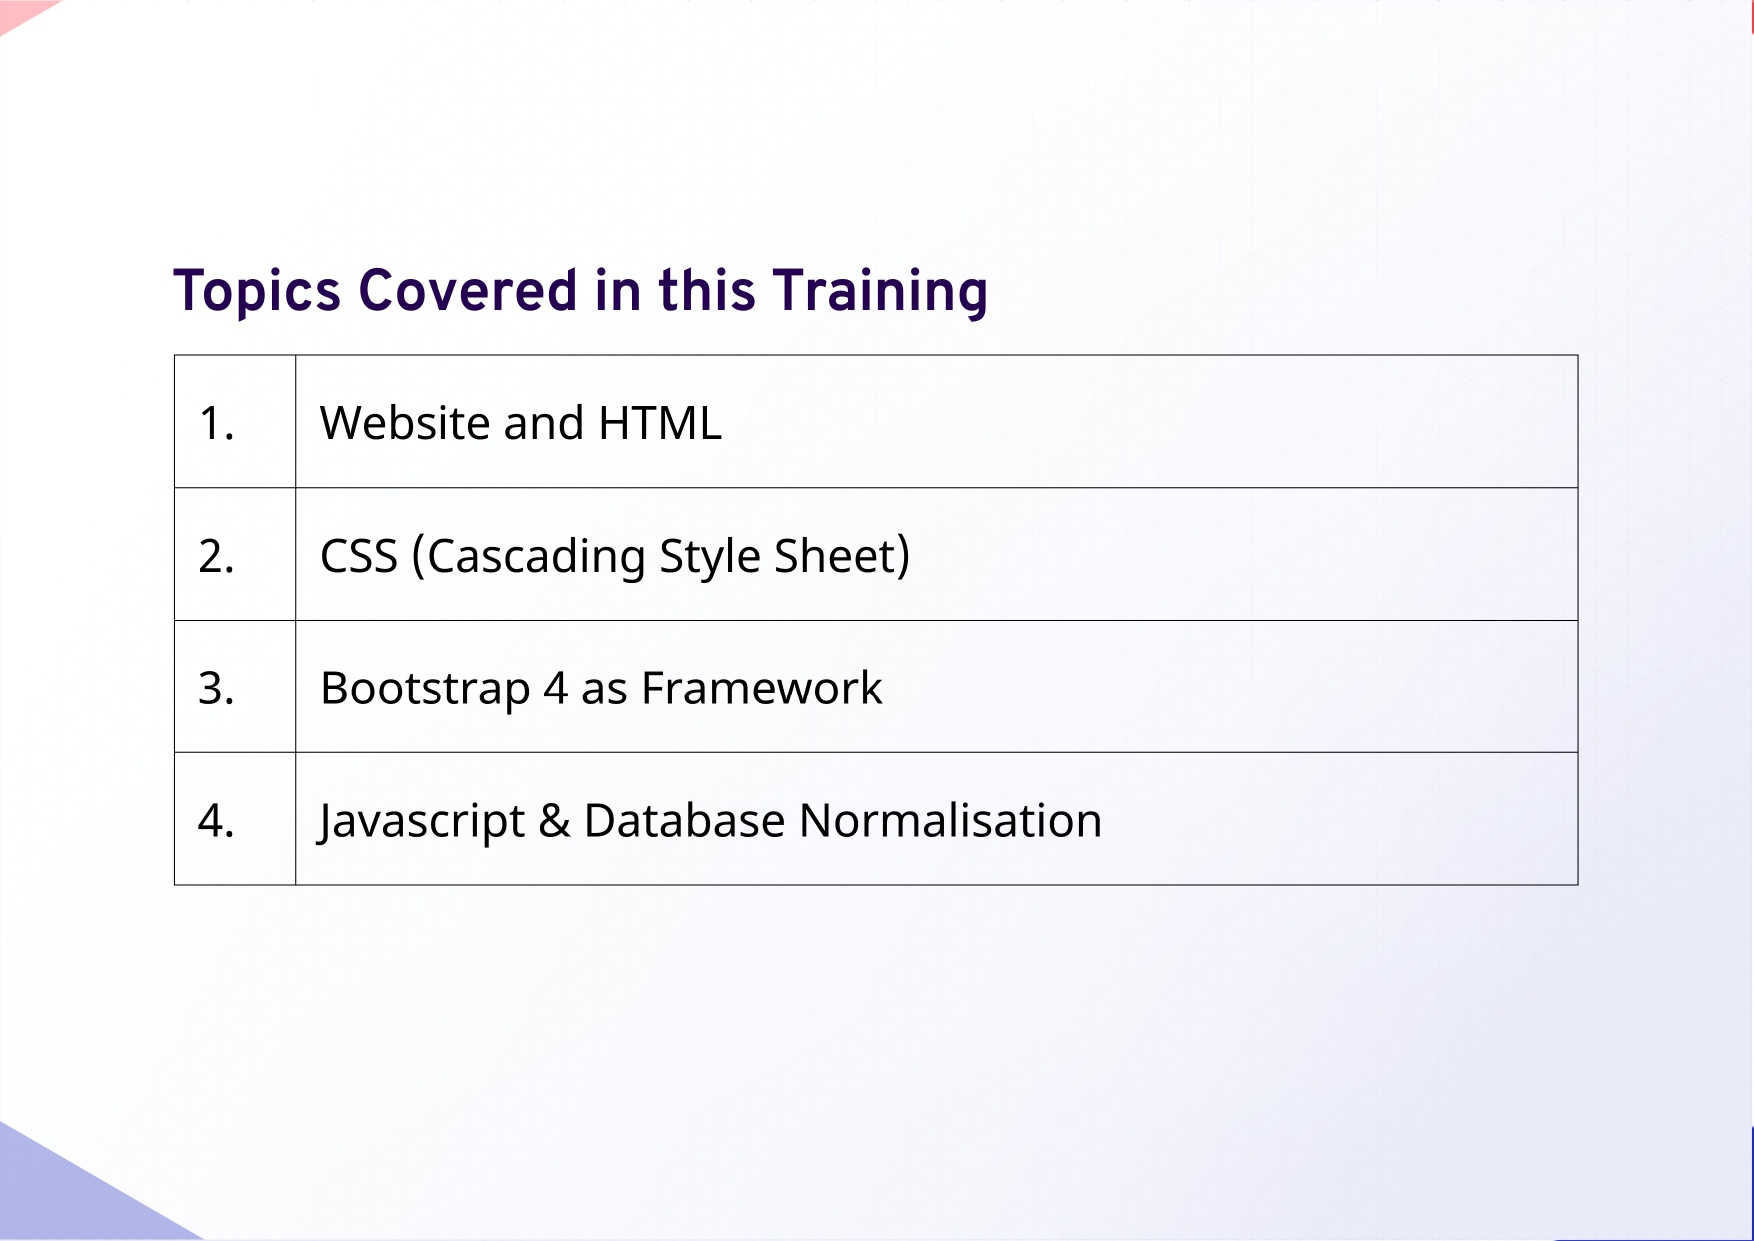 Topics Covered in this Training
1. Website and HTML
2. CSS (Cascading Style Sheet)
3. Bootstrap 4 as Framework
4. Javascript & Database Normalisation